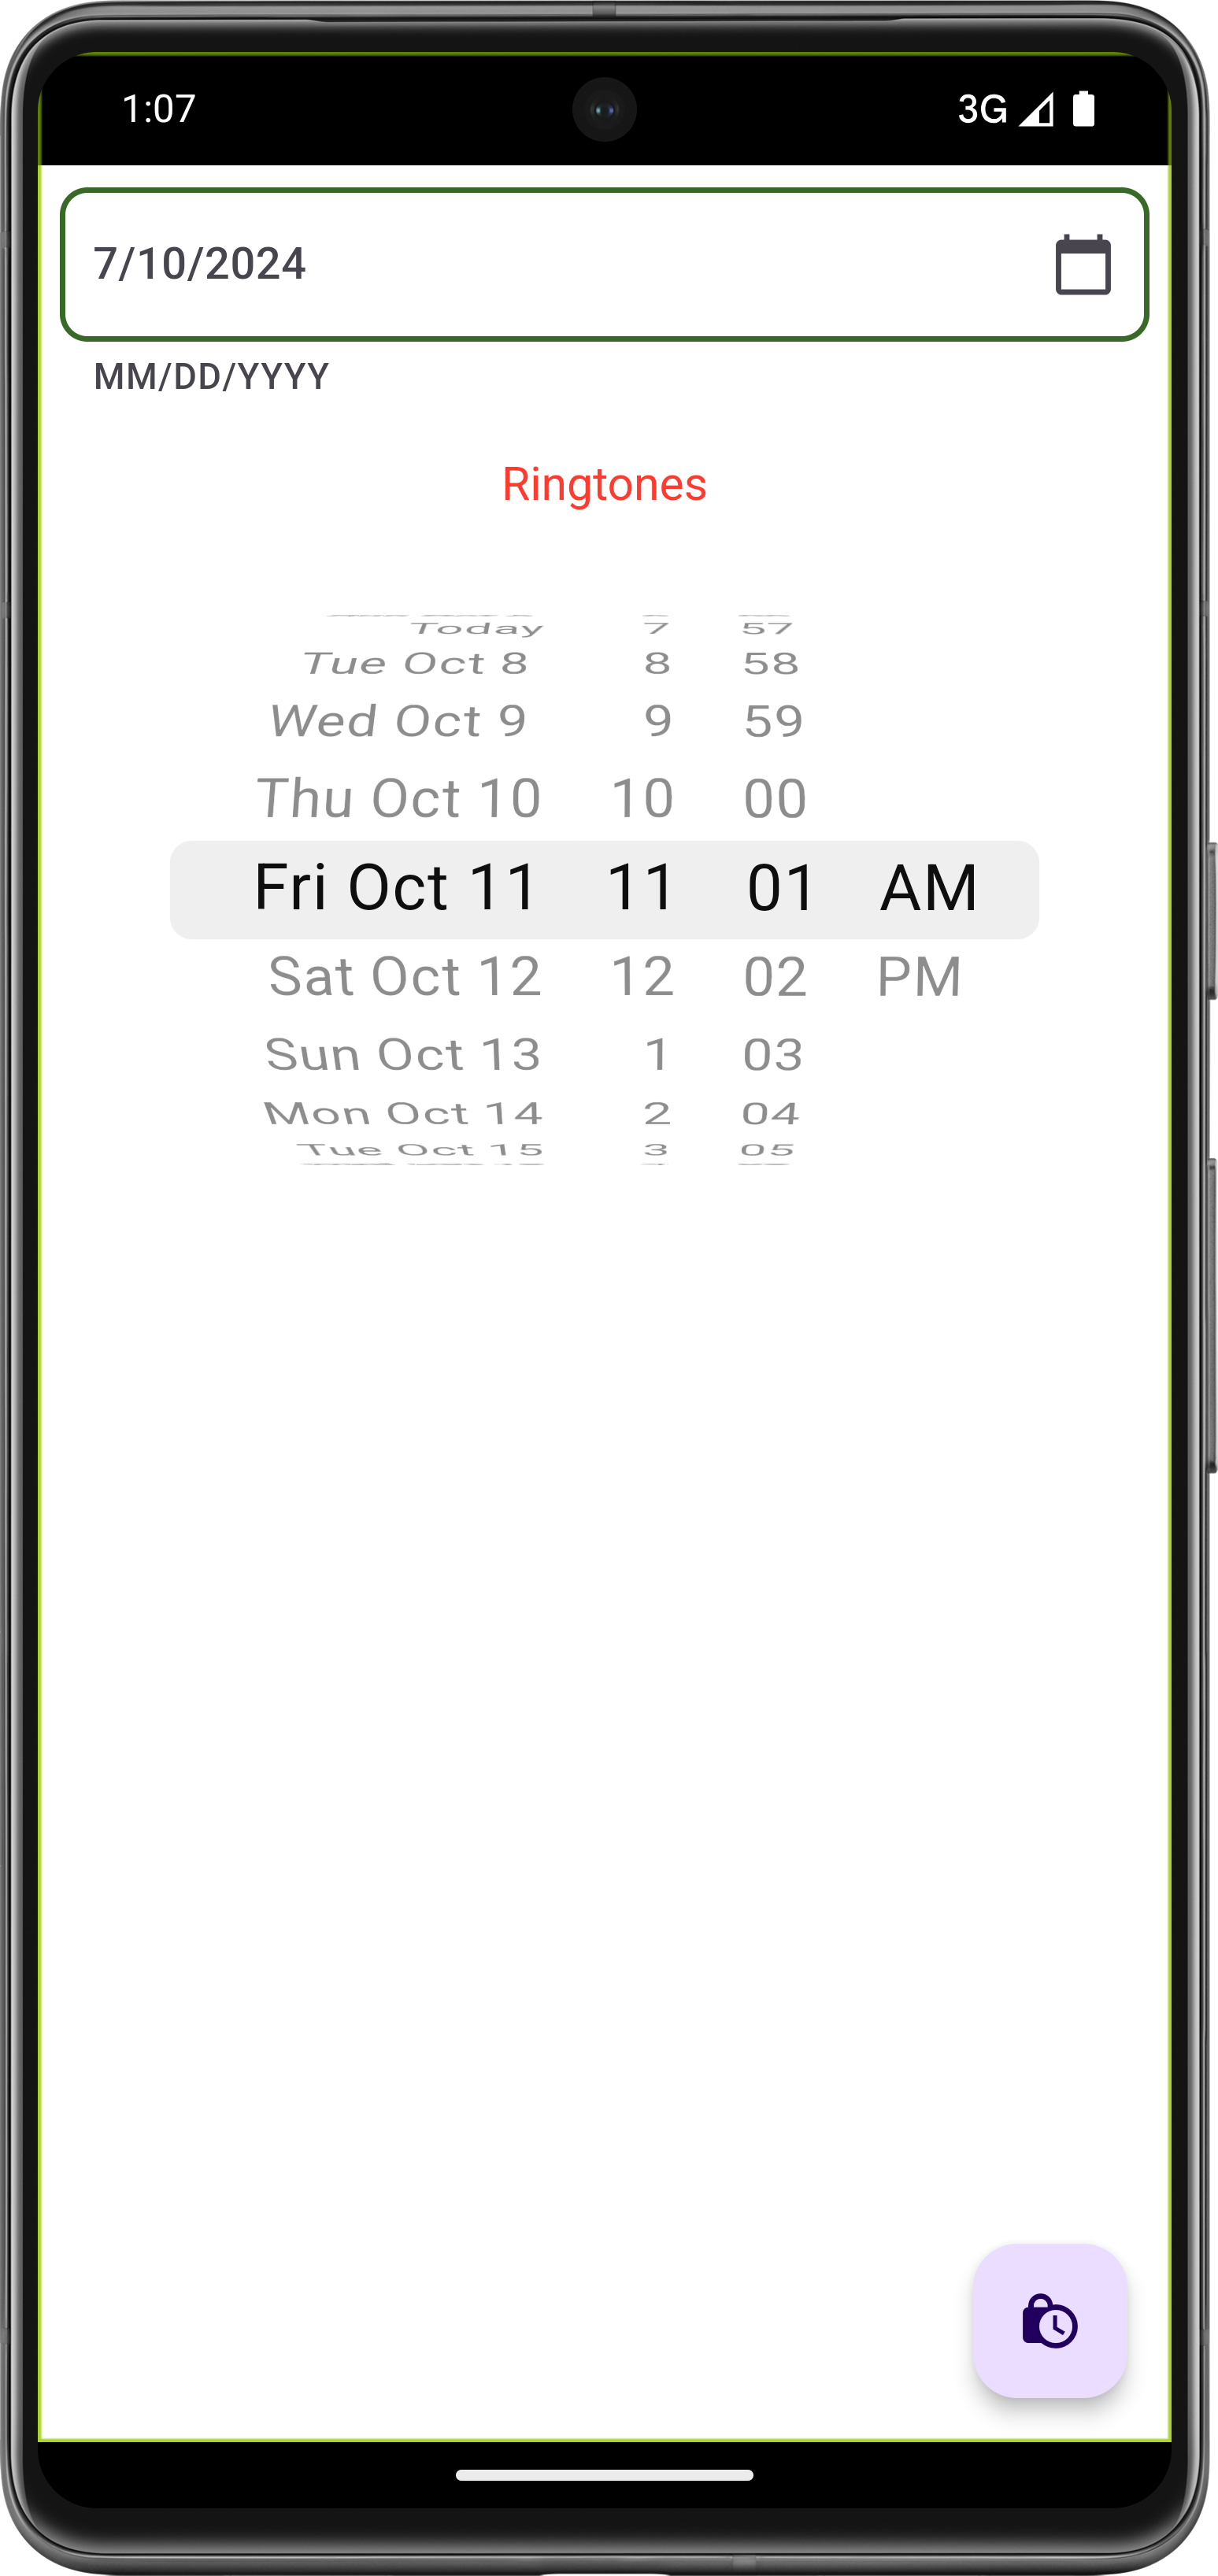 1:07 3G
7/10/2024
MM/DD/YYYY
Ringtones
Today 7 57
Tue Oct 8 8 58
Wed Oct 9 9 59
Thu Oct 10 10 00
Fri Oct 11 11 01 AM
Sat Oct 12 12 02 PM
Sun Oct 13 1 03
Mon Oct 14 2 04
Tue Oct 15 3 05